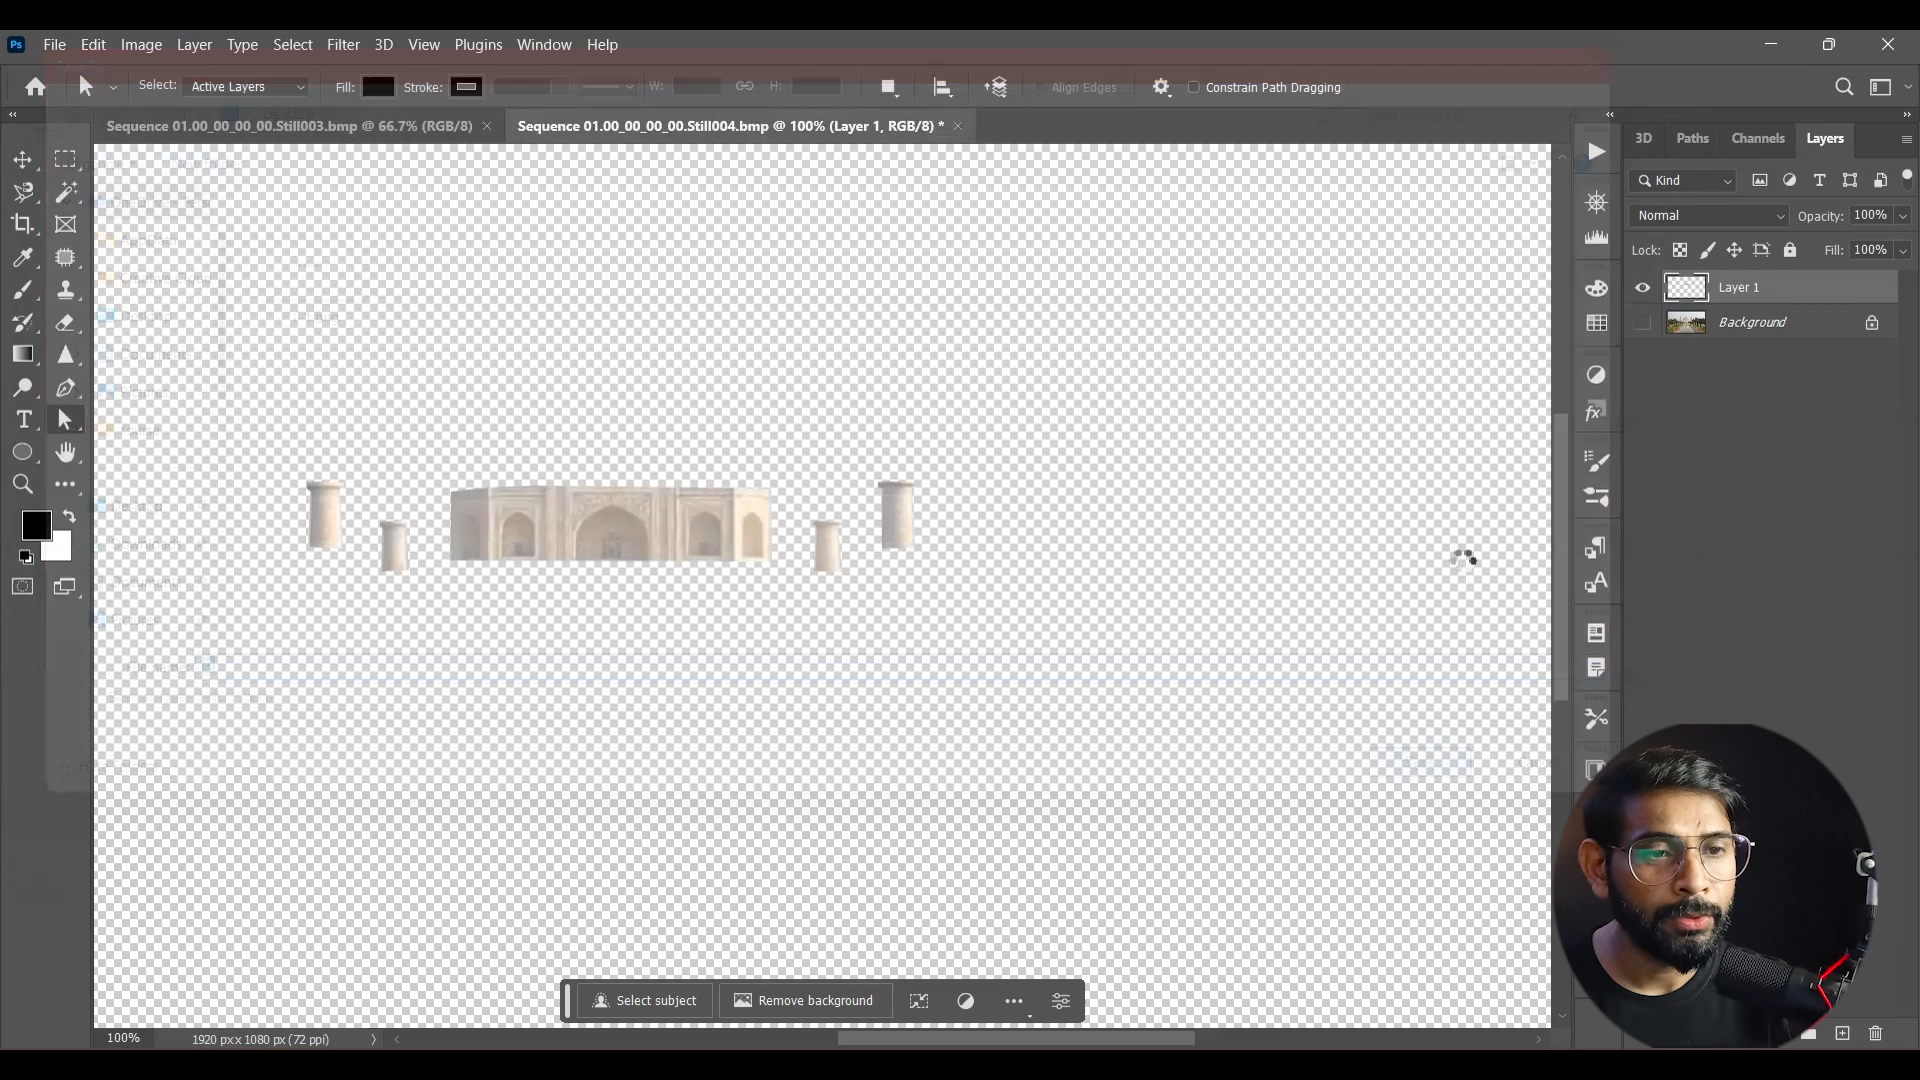 Ps File Edit Image Layer Type Select Filter 3D View Plugins Window Help
Select: Active Layers Fill: Stroke: W: H: Align Edges Constrain Path Dragging
Sequence 01.00_00_00_00.Still003.bmp @ 66.7% (RGB/8) Sequence 01.00_00_00_00.Still004.bmp @ 100% (Layer 1, RGB/8) *
3D Paths Channels Layers
Kind
Normal Opacity: 100%
Lock: Fill: 100%
Layer 1
Background
Select subject Remove background
100% 1920 px x 1080 px (72 ppi)